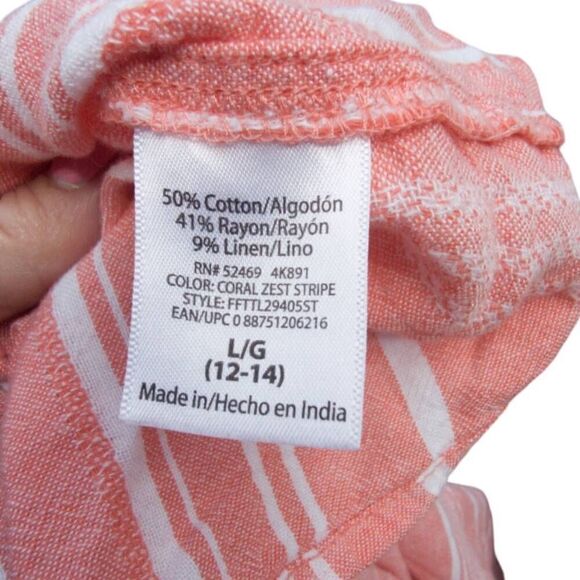 50% Cotton/Algodón
41% Rayon/Rayón
9% Linen/Lino
RN# 52469 4K891
COLOR: CORAL ZEST STRIPE
STYLE: FFTTL29405ST
EAN/UPC 0 88751206216
L/G
(12-14)
Made in/Hecho en India